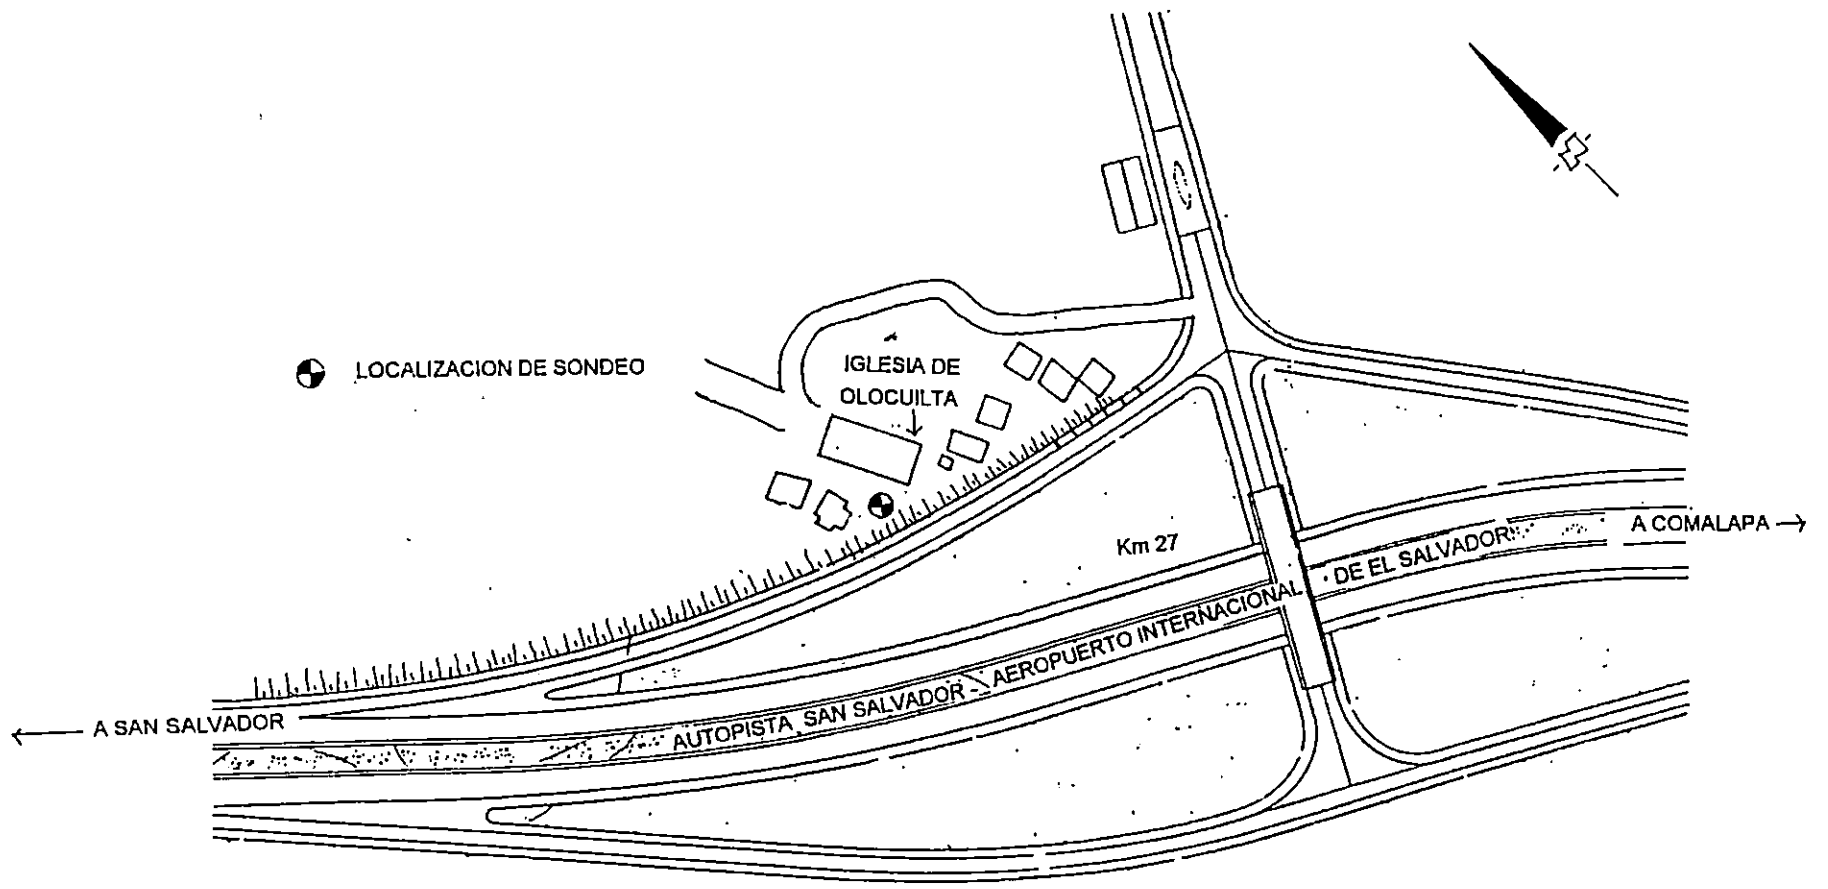 LOCALIZACION DE SONDEO
IGLESIA DE
OLOCUILTA
Km 27
A COMALAPA
A SAN SALVADOR
AUTOPISTA SAN SALVADOR - AEROPUERTO INTERNACIONAL DE EL SALVADOR